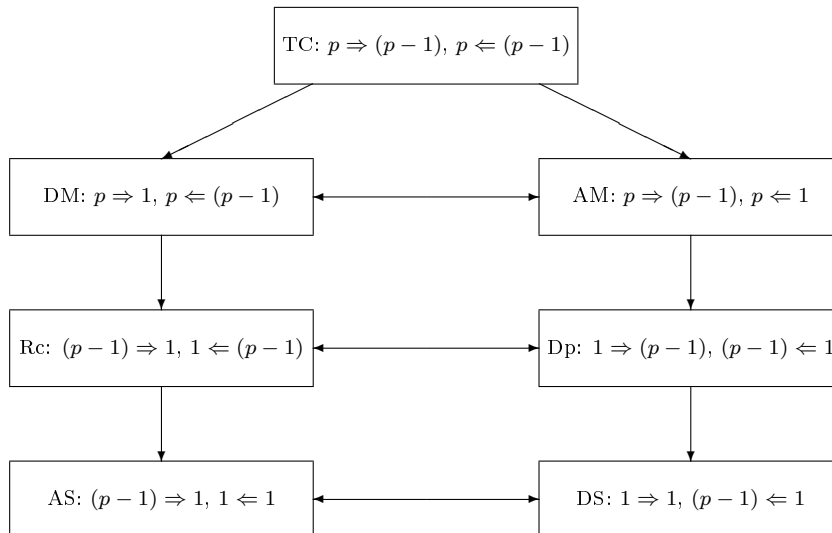 TC: p ⇒ (p − 1), p ⇐ (p − 1)
DM: p ⇒ 1, p ⇐ (p − 1)
AM: p ⇒ (p − 1), p ⇐ 1
Rc: (p − 1) ⇒ 1, 1 ⇐ (p − 1)
Dp: 1 ⇒ (p − 1), (p − 1) ⇐ 1
AS: (p − 1) ⇒ 1, 1 ⇐ 1
DS: 1 ⇒ 1, (p − 1) ⇐ 1